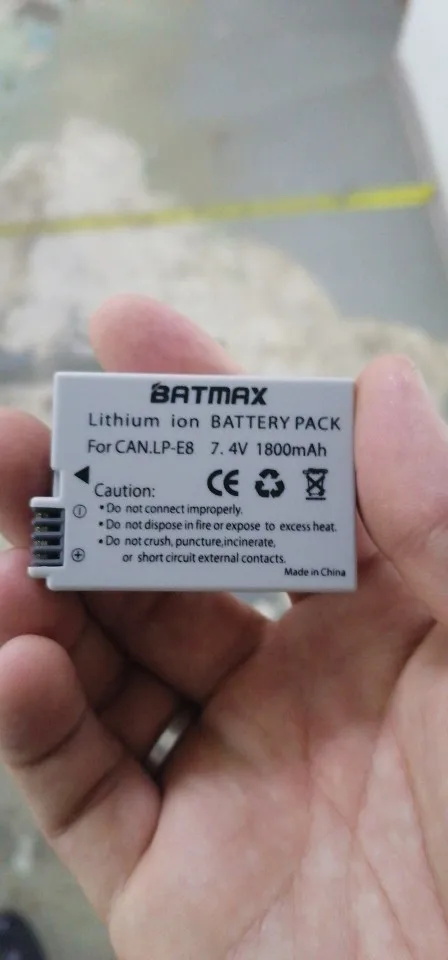 BATMAX
Lithium ion BATTERY PACK
For CAN.LP-E8 7.4V 1800mAh
CE
Caution:
• Do not connect improperly.
• Do not dispose in fire or expose to excess heat.
• Do not crush, puncture,incinerate,
or short circuit external contacts.
Made in China